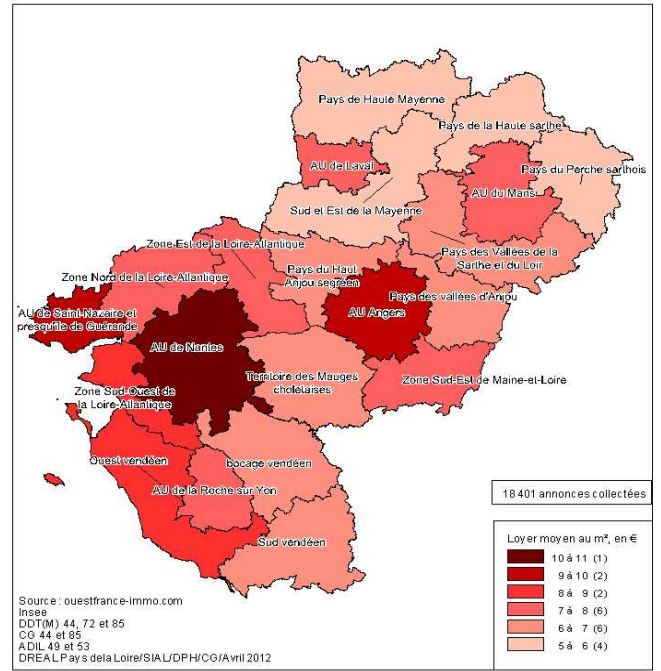 Pays de Haute Mayenne
Pays de la Haute sarthe
AU de Laval
Pays du Perche sarthois
AU du Mans
Sud et Est de la Mayenne
Zone Est de la Loire-Atlantique
Pays des Vallées de la
Sarthe et du Loir
Zone Nord de la Loire-Atlantique
Pays du Haut
Anjou segréen
Pays des vallées d'Anjou
AU de Saint-Nazaire et
presqu'île de Guérande
AU Angers
AU de Nantes
Zone Sud-Ouest de
la Loire-Atlantique
Territoire des Mauges
choletaises
Zone Sud-Est de Maine-et-Loire
Ouest vendéen
bocage vendéen
AU de la Roche sur Yon
Sud vendéen
18 401 annonces collectées
Loyer moyen au m², en €
10 à 11 (1)
9 à 10 (2)
8 à 9 (2)
7 à 8 (6)
6 à 7 (6)
5 à 6 (4)
Source : ouestfrance-immo.com
Insee
DDT(M) 44, 72 et 85
CG 44 et 85
ADIL 49 et 53
DREAL Pays dela Loire/SIAL/DPH/CG/Avril 2012